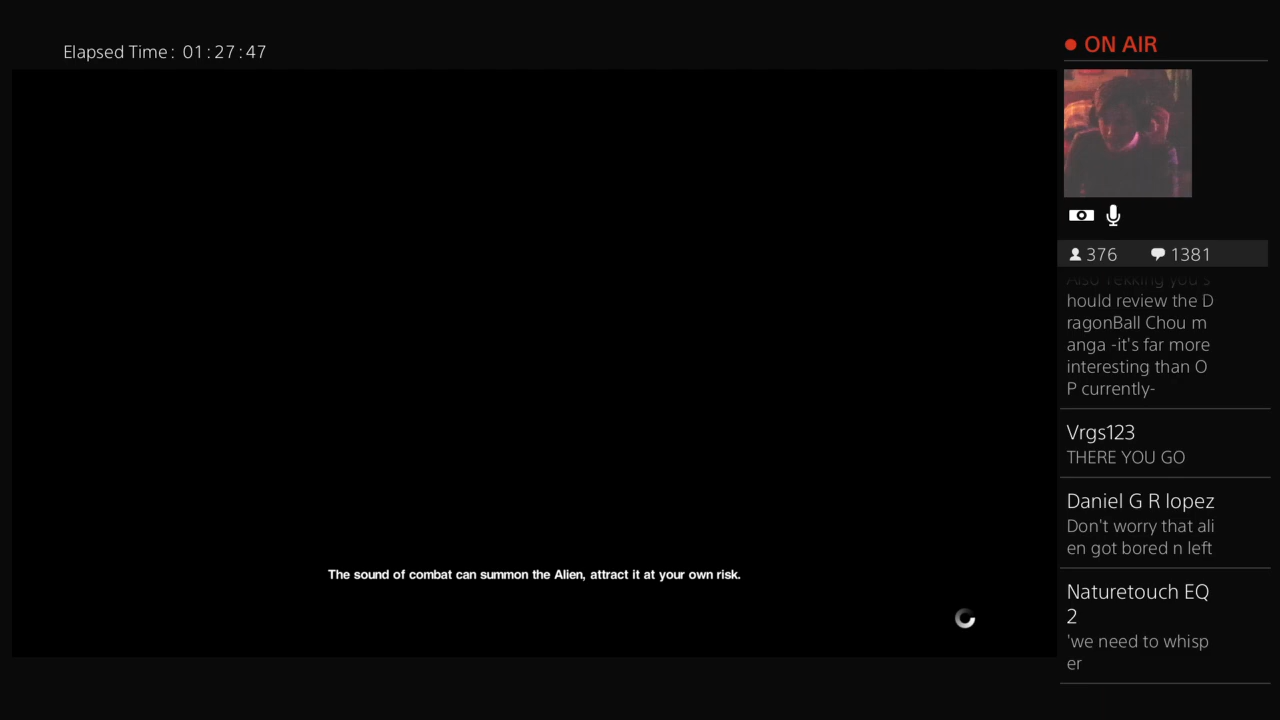 Elapsed Time: 01:27:47
ON AIR
376 1381
Also Tekking you s
hould review the D
ragonBall Chou m
anga -it's far more
interesting than O
P currently-
Vrgs123
THERE YOU GO
Daniel G R lopez
Don't worry that ali
en got bored n left
Naturetouch EQ
2
'we need to whisp
er
The sound of combat can summon the Alien, attract it at your own risk.